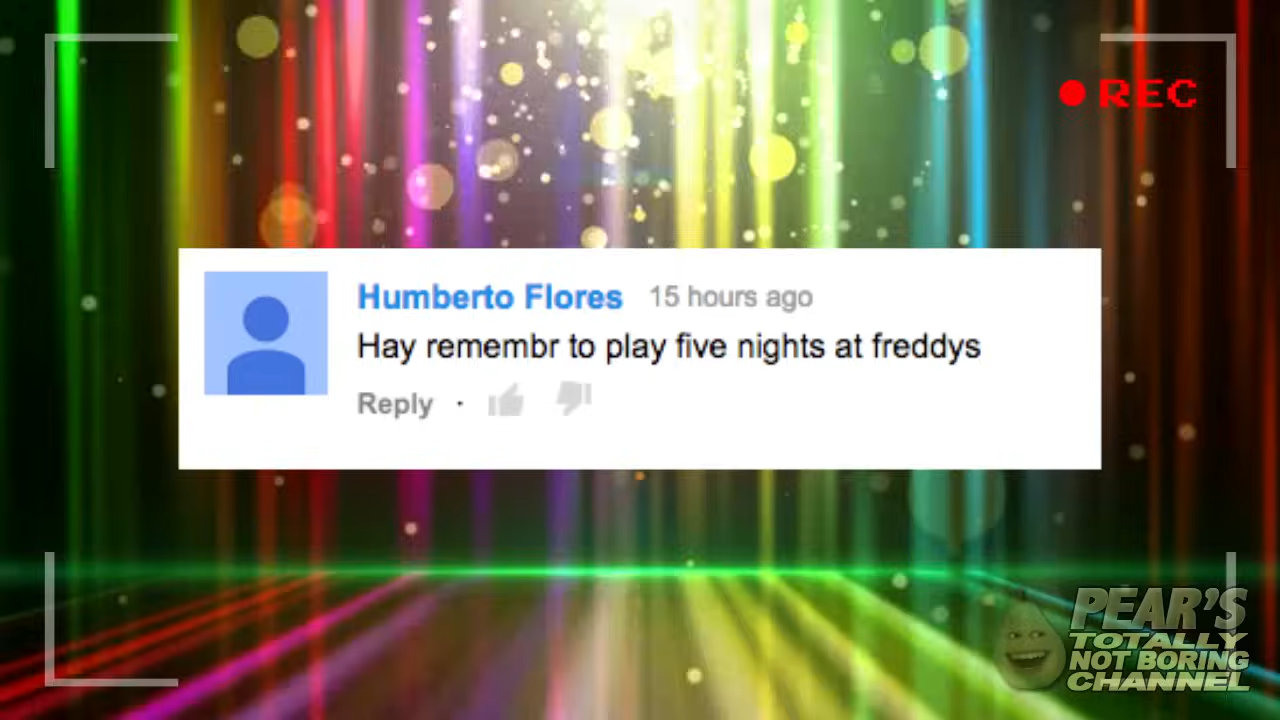 REC
Humberto Flores 15 hours ago
Hay remembr to play five nights at freddys
Reply ·
PEAR'S
TOTALLY
NOT BORING
CHANNEL